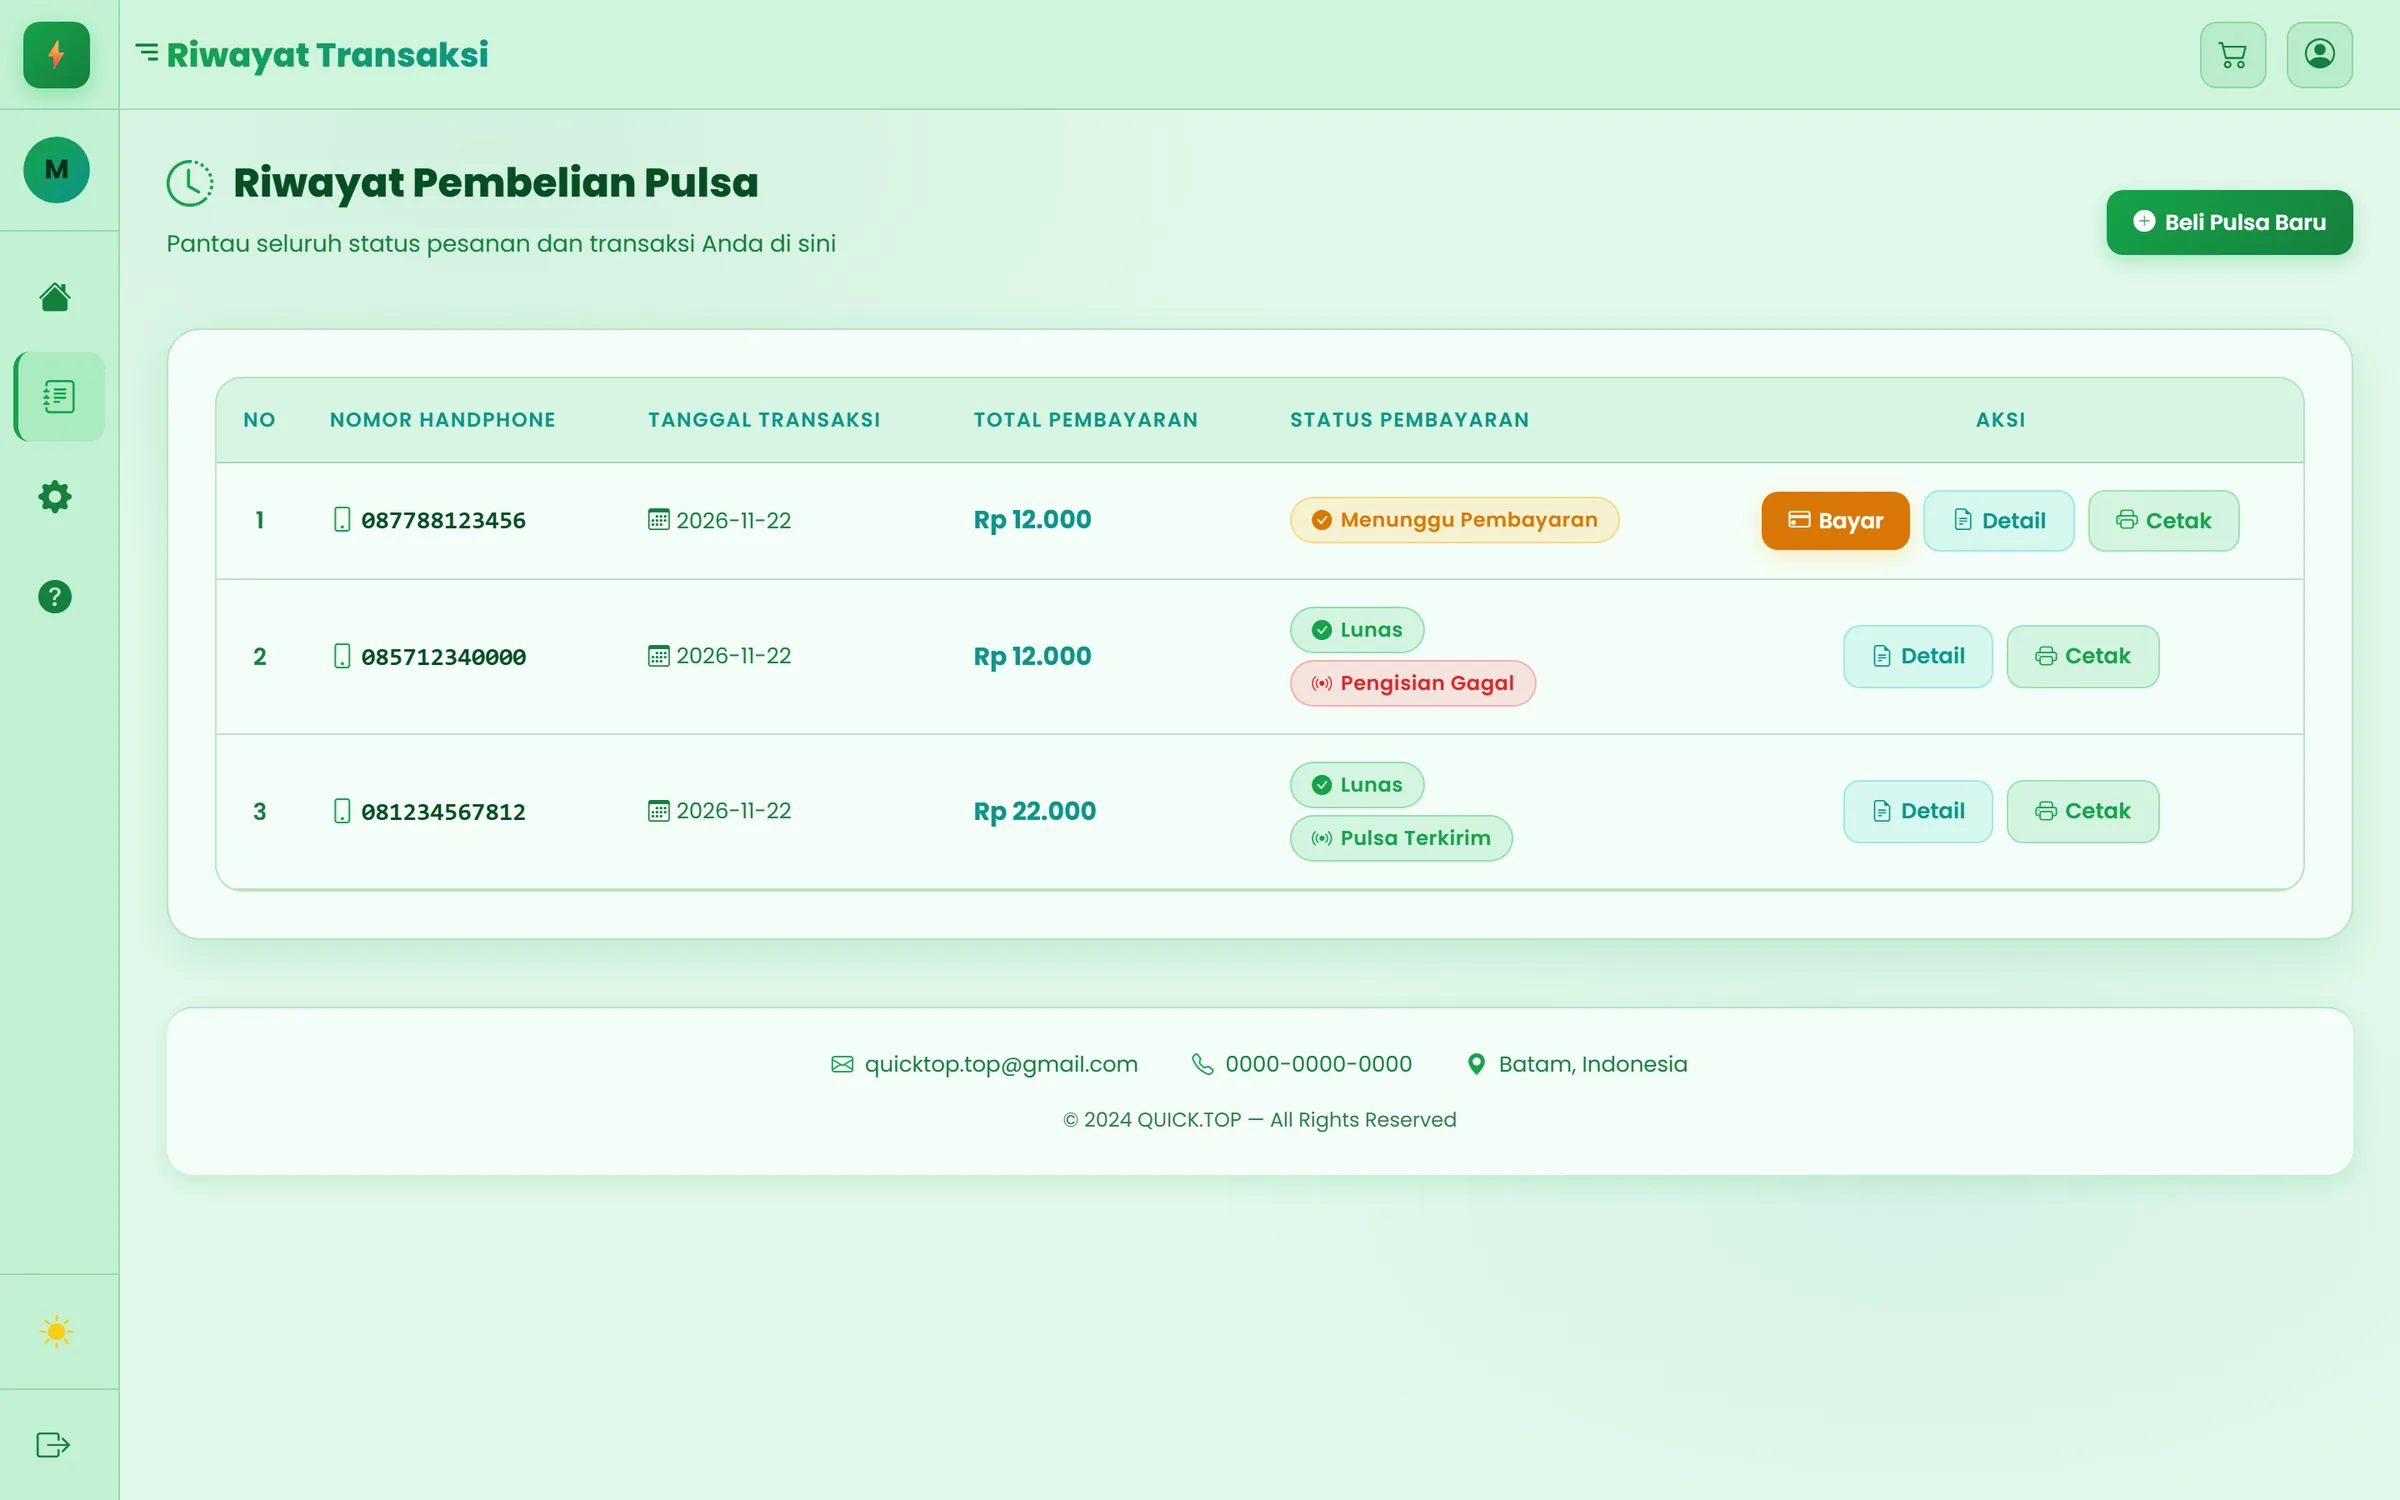 Riwayat Transaksi
M
Riwayat Pembelian Pulsa
Pantau seluruh status pesanan dan transaksi Anda di sini
Beli Pulsa Baru
NO NOMOR HANDPHONE TANGGAL TRANSAKSI TOTAL PEMBAYARAN STATUS PEMBAYARAN AKSI
1 087788123456 2026-11-22 Rp 12.000 Menunggu Pembayaran Bayar Detail Cetak
2 085712340000 2026-11-22 Rp 12.000 Lunas Detail Cetak
Pengisian Gagal
3 081234567812 2026-11-22 Rp 22.000 Lunas Detail Cetak
Pulsa Terkirim
quicktop.top@gmail.com 0000-0000-0000 Batam, Indonesia
© 2024 QUICK.TOP — All Rights Reserved